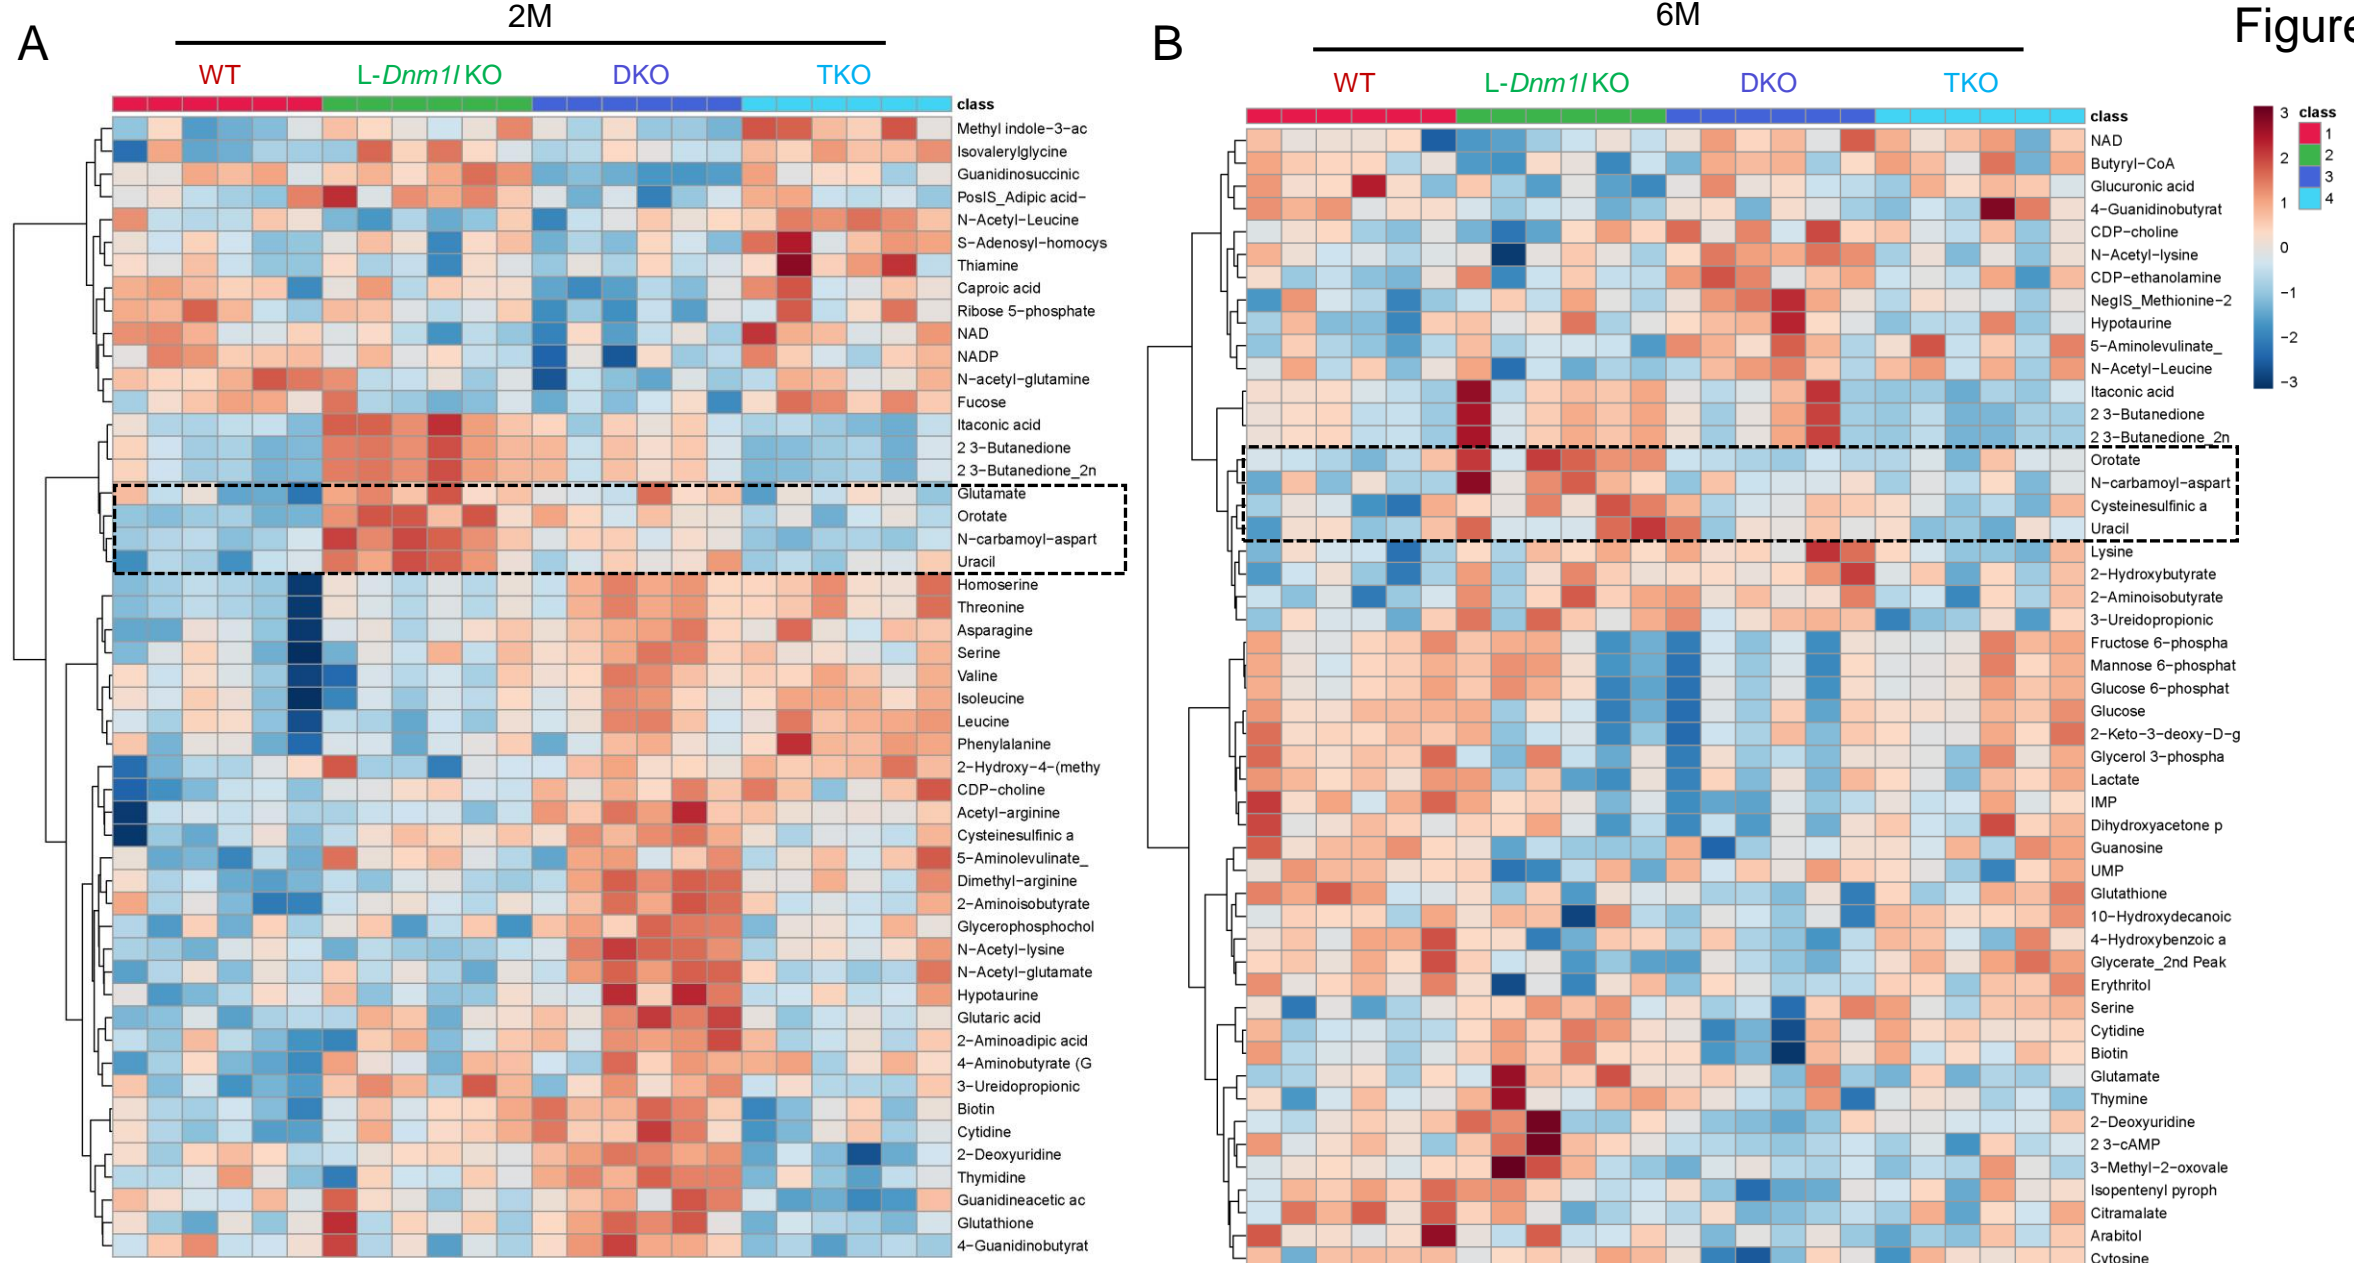 Figure
A
2M
WT
L-Dnm1l KO
DKO
TKO
class
Methyl indole−3−ac
Isovalerylglycine
Guanidinosuccinic
PosIS_Adipic acid−
N−Acetyl−Leucine
S−Adenosyl−homocys
Thiamine
Caproic acid
Ribose 5−phosphate
NAD
NADP
N−acetyl−glutamine
Fucose
Itaconic acid
2 3−Butanedione
2 3−Butanedione_2n
Glutamate
Orotate
N−carbamoyl−aspart
Uracil
Homoserine
Threonine
Asparagine
Serine
Valine
Isoleucine
Leucine
Phenylalanine
2−Hydroxy−4−(methy
CDP−choline
Acetyl−arginine
Cysteinesulfinic a
5−Aminolevulinate_
Dimethyl−arginine
2−Aminoisobutyrate
Glycerophosphochol
N−Acetyl−lysine
N−Acetyl−glutamate
Hypotaurine
Glutaric acid
2−Aminoadipic acid
4−Aminobutyrate (G
3−Ureidopropionic
Biotin
Cytidine
2−Deoxyuridine
Thymidine
Guanidineacetic ac
Glutathione
4−Guanidinobutyrat
B
6M
WT
L-Dnm1l KO
DKO
TKO
class
NAD
Butyryl−CoA
Glucuronic acid
4−Guanidinobutyrat
CDP−choline
N−Acetyl−lysine
CDP−ethanolamine
NegIS_Methionine−2
Hypotaurine
5−Aminolevulinate_
N−Acetyl−Leucine
Itaconic acid
2 3−Butanedione
2 3−Butanedione_2n
Orotate
N−carbamoyl−aspart
Cysteinesulfinic a
Uracil
Lysine
2−Hydroxybutyrate
2−Aminoisobutyrate
3−Ureidopropionic
Fructose 6−phospha
Mannose 6−phosphat
Glucose 6−phosphat
Glucose
2−Keto−3−deoxy−D−g
Glycerol 3−phospha
Lactate
IMP
Dihydroxyacetone p
Guanosine
UMP
Glutathione
10−Hydroxydecanoic
4−Hydroxybenzoic a
Glycerate_2nd Peak
Erythritol
Serine
Cytidine
Biotin
Glutamate
Thymine
2−Deoxyuridine
2 3−cAMP
3−Methyl−2−oxovale
Isopentenyl pyroph
Citramalate
Arabitol
Cytosine
3
2
1
0
−1
−2
−3
class
1
2
3
4